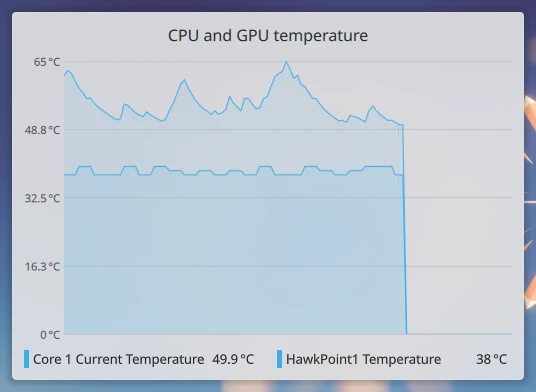 CPU and GPU temperature
65 °C
48.8 °C
32.5 °C
16.3 °C
0 °C
Core 1 Current Temperature 49.9 °C HawkPoint1 Temperature 38 °C